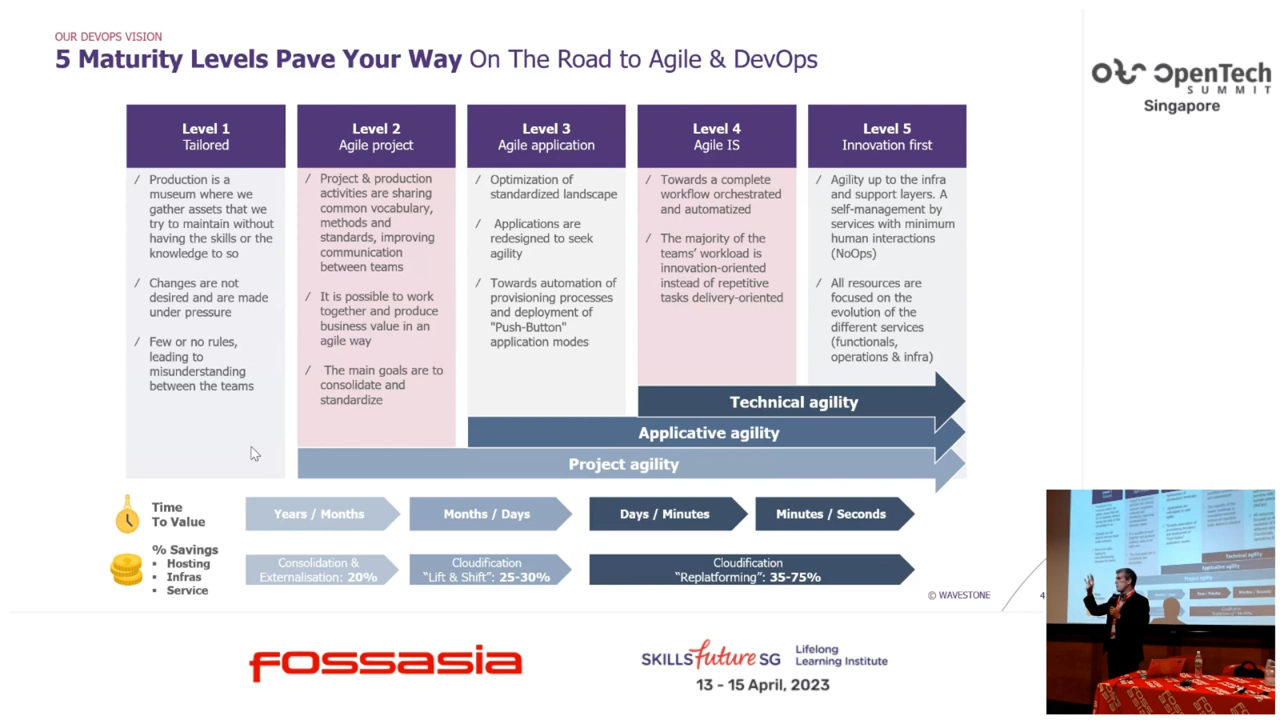 OUR DEVOPS VISION
5 Maturity Levels Pave Your Way On The Road to Agile & DevOps
OpenTech
SUMMIT
Singapore
Level 1
Tailored
/ Production is a
museum where we
gather assets that we
try to maintain without
having the skills or the
knowledge to so
/ Changes are not
desired and are made
under pressure
/ Few or no rules,
leading to
misunderstanding
between the teams
Level 2
Agile project
/ Project & production
activities are sharing
common vocabulary,
methods and
standards, improving
communication
between teams
/ It is possible to work
together and produce
business value in an
agile way
/ The main goals are to
consolidate and
standardize
Level 3
Agile application
/ Optimization of
standardized landscape
/ Applications are
redesigned to seek
agility
/ Towards automation of
provisioning processes
and deployment of
"Push-Button"
application modes
Level 4
Agile IS
/ Towards a complete
workflow orchestrated
and automatized
/ The majority of the
teams' workload is
innovation-oriented
instead of repetitive
tasks delivery-oriented
Level 5
Innovation first
/ Agility up to the infra
and support layers. A
self-management by
services with minimum
human interactions
(NoOps)
/ All resources are
focused on the
evolution of the
different services
(functionals,
operations & infra)
Technical agility
Applicative agility
Project agility
Time
To Value
Years / Months
Months / Days
Days / Minutes
Minutes / Seconds
% Savings
▪ Hosting
▪ Infras
▪ Service
Consolidation &
Externalisation: 20%
Cloudification
"Lift & Shift": 25-30%
Cloudification
"Replatforming": 35-75%
© WAVESTONE
4
Technical agility
Applicative agility
Project agility
FOSSASIA
SKILLS future SG
Lifelong
Learning Institute
13 - 15 April, 2023